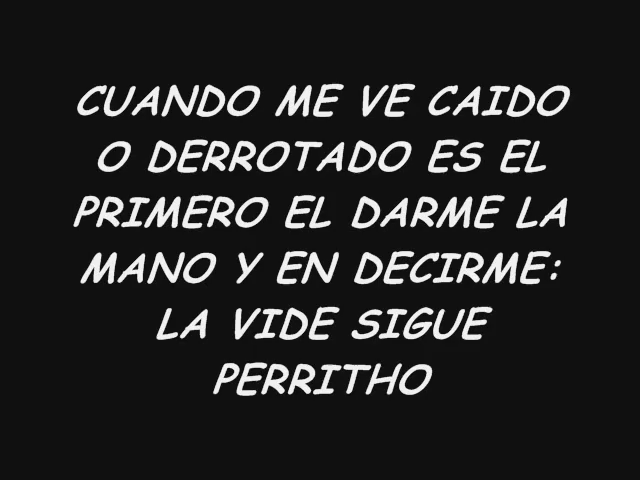 CUANDO ME VE CAIDO
O DERROTADO ES EL
PRIMERO EL DARME LA
MANO Y EN DECIRME:
LA VIDE SIGUE
PERRITHO